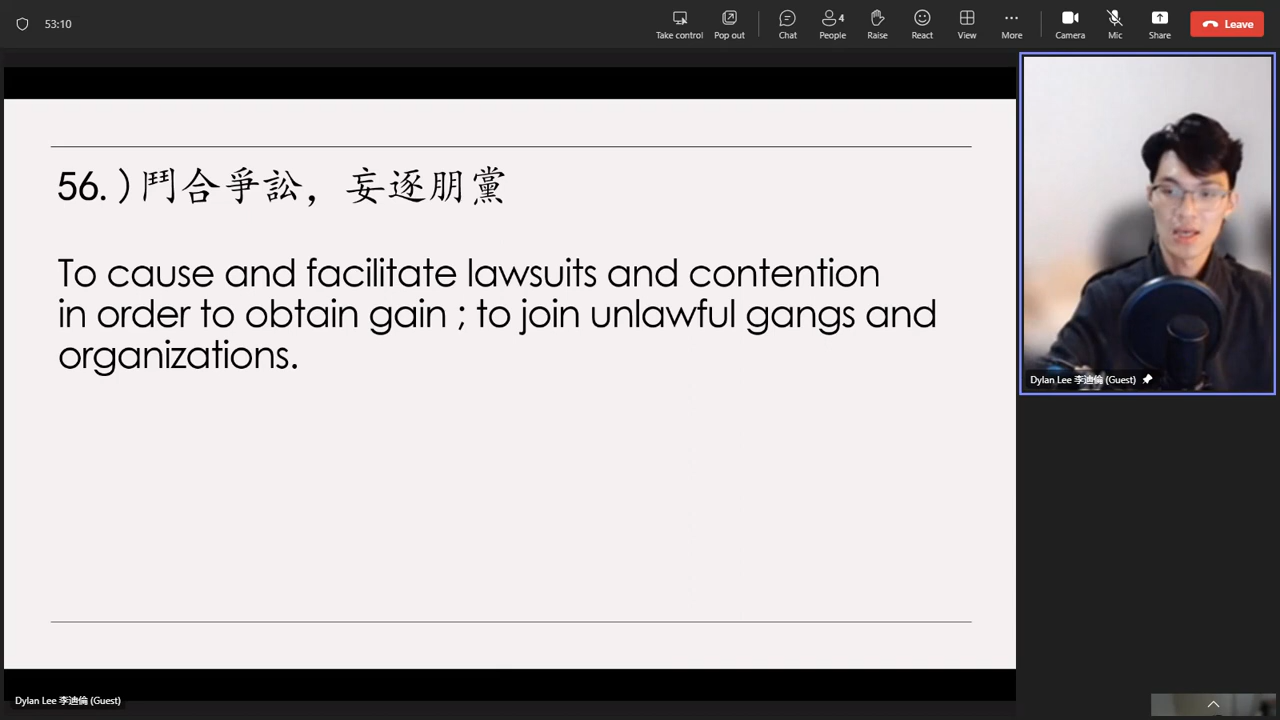 53:10
Take control
Pop out
Chat
4
People
Raise
React
View
More
Camera
Mic
Share
Leave
56. ) 鬥合爭訟，妄逐朋黨
To cause and facilitate lawsuits and contention
in order to obtain gain ; to join unlawful gangs and
organizations.
Dylan Lee 李迪倫 (Guest)
Dylan Lee 李迪倫 (Guest)